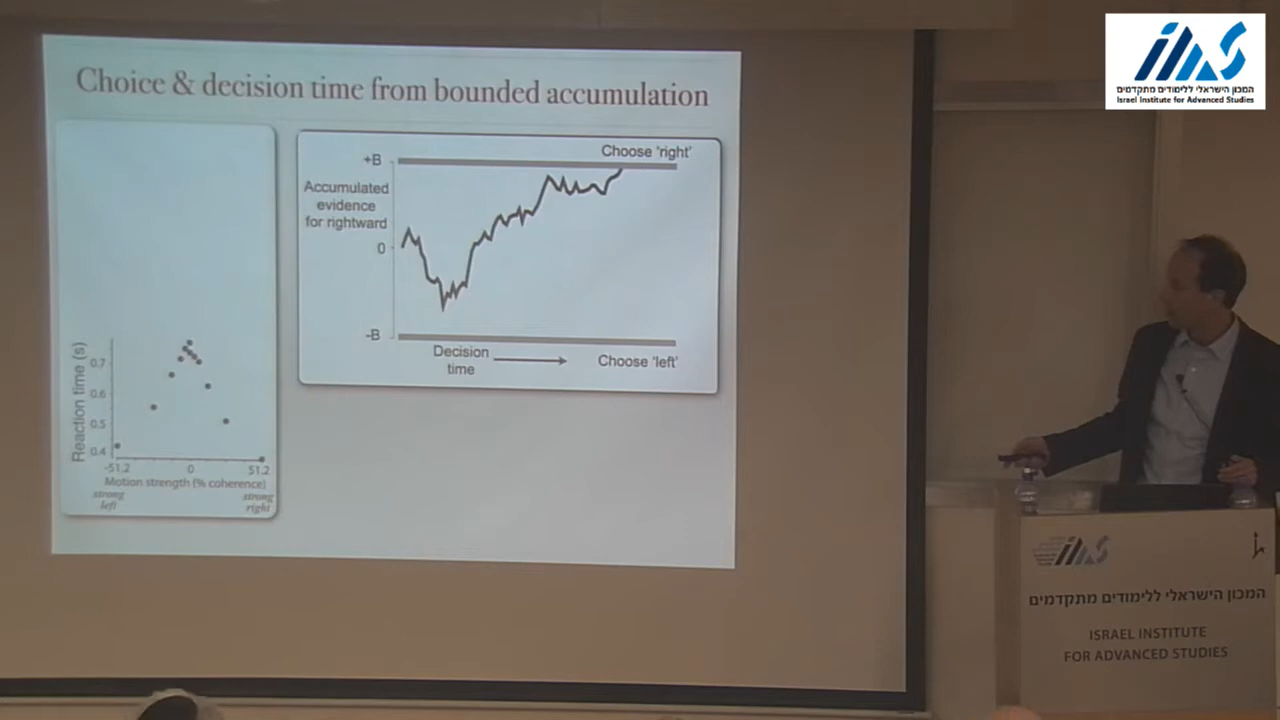 Choice & decision time from bounded accumulation
Reaction time (s)
0.7
0.6
0.5
0.4
-51.2
0
51.2
Motion strength (% coherence)
strong left
strong right
+B
Accumulated
evidence
for rightward
0
-B
Choose 'right'
Decision
time
Choose 'left'
המכון הישראלי ללימודים מתקדמים
Israel Institute for Advanced Studies
המכון הישראלי ללימודים מתקדמים
ISRAEL INSTITUTE
FOR ADVANCED STUDIES